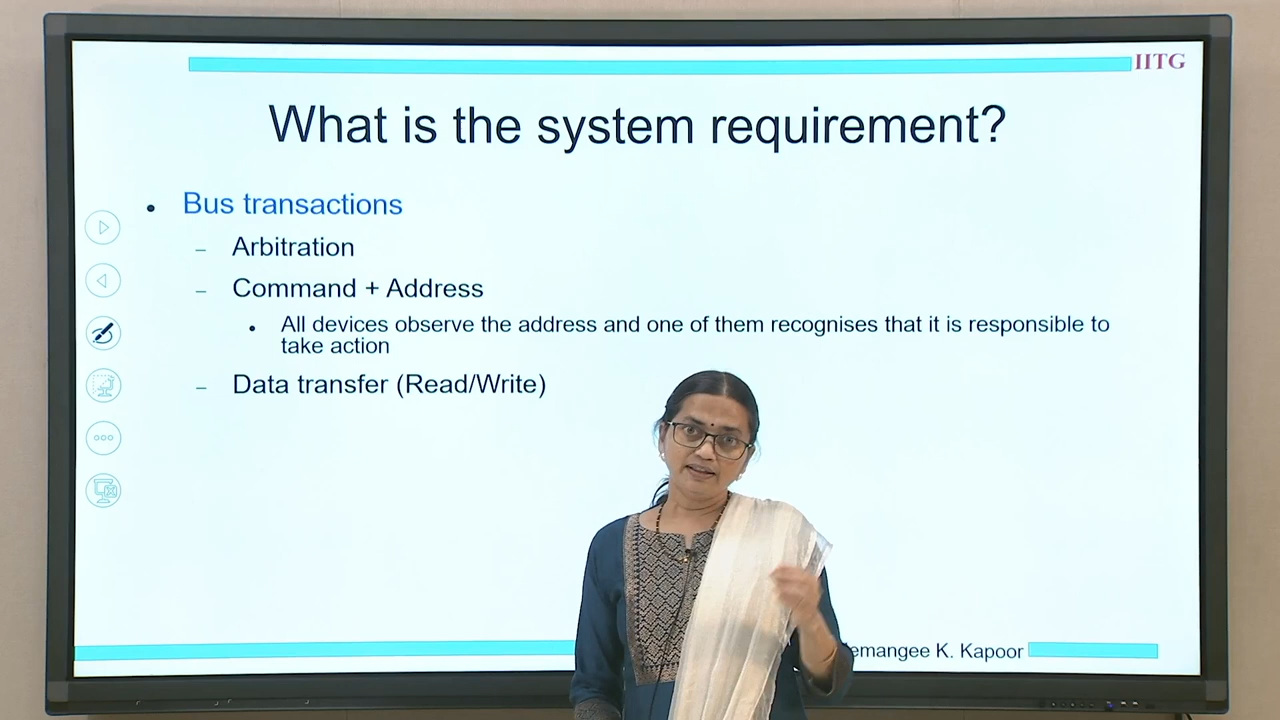 IITG
What is the system requirement?
• Bus transactions
– Arbitration
– Command + Address
• All devices observe the address and one of them recognises that it is responsible to
take action
– Data transfer (Read/Write)
K. Kapoor